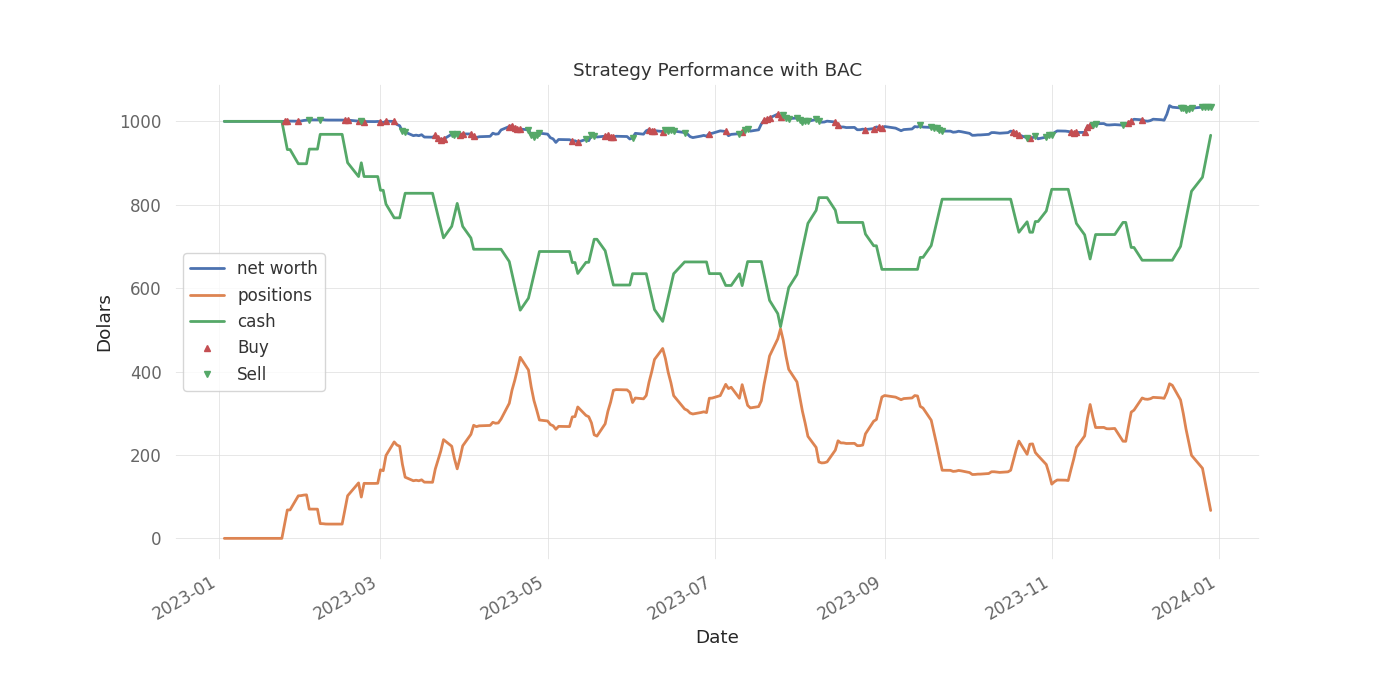 Strategy Performance with BAC
Dolars
1000
800
600
400
200
0
net worth
positions
cash
Buy
Sell
2023-01
2023-03
2023-05
2023-07
2023-09
2023-11
2024-01
Date